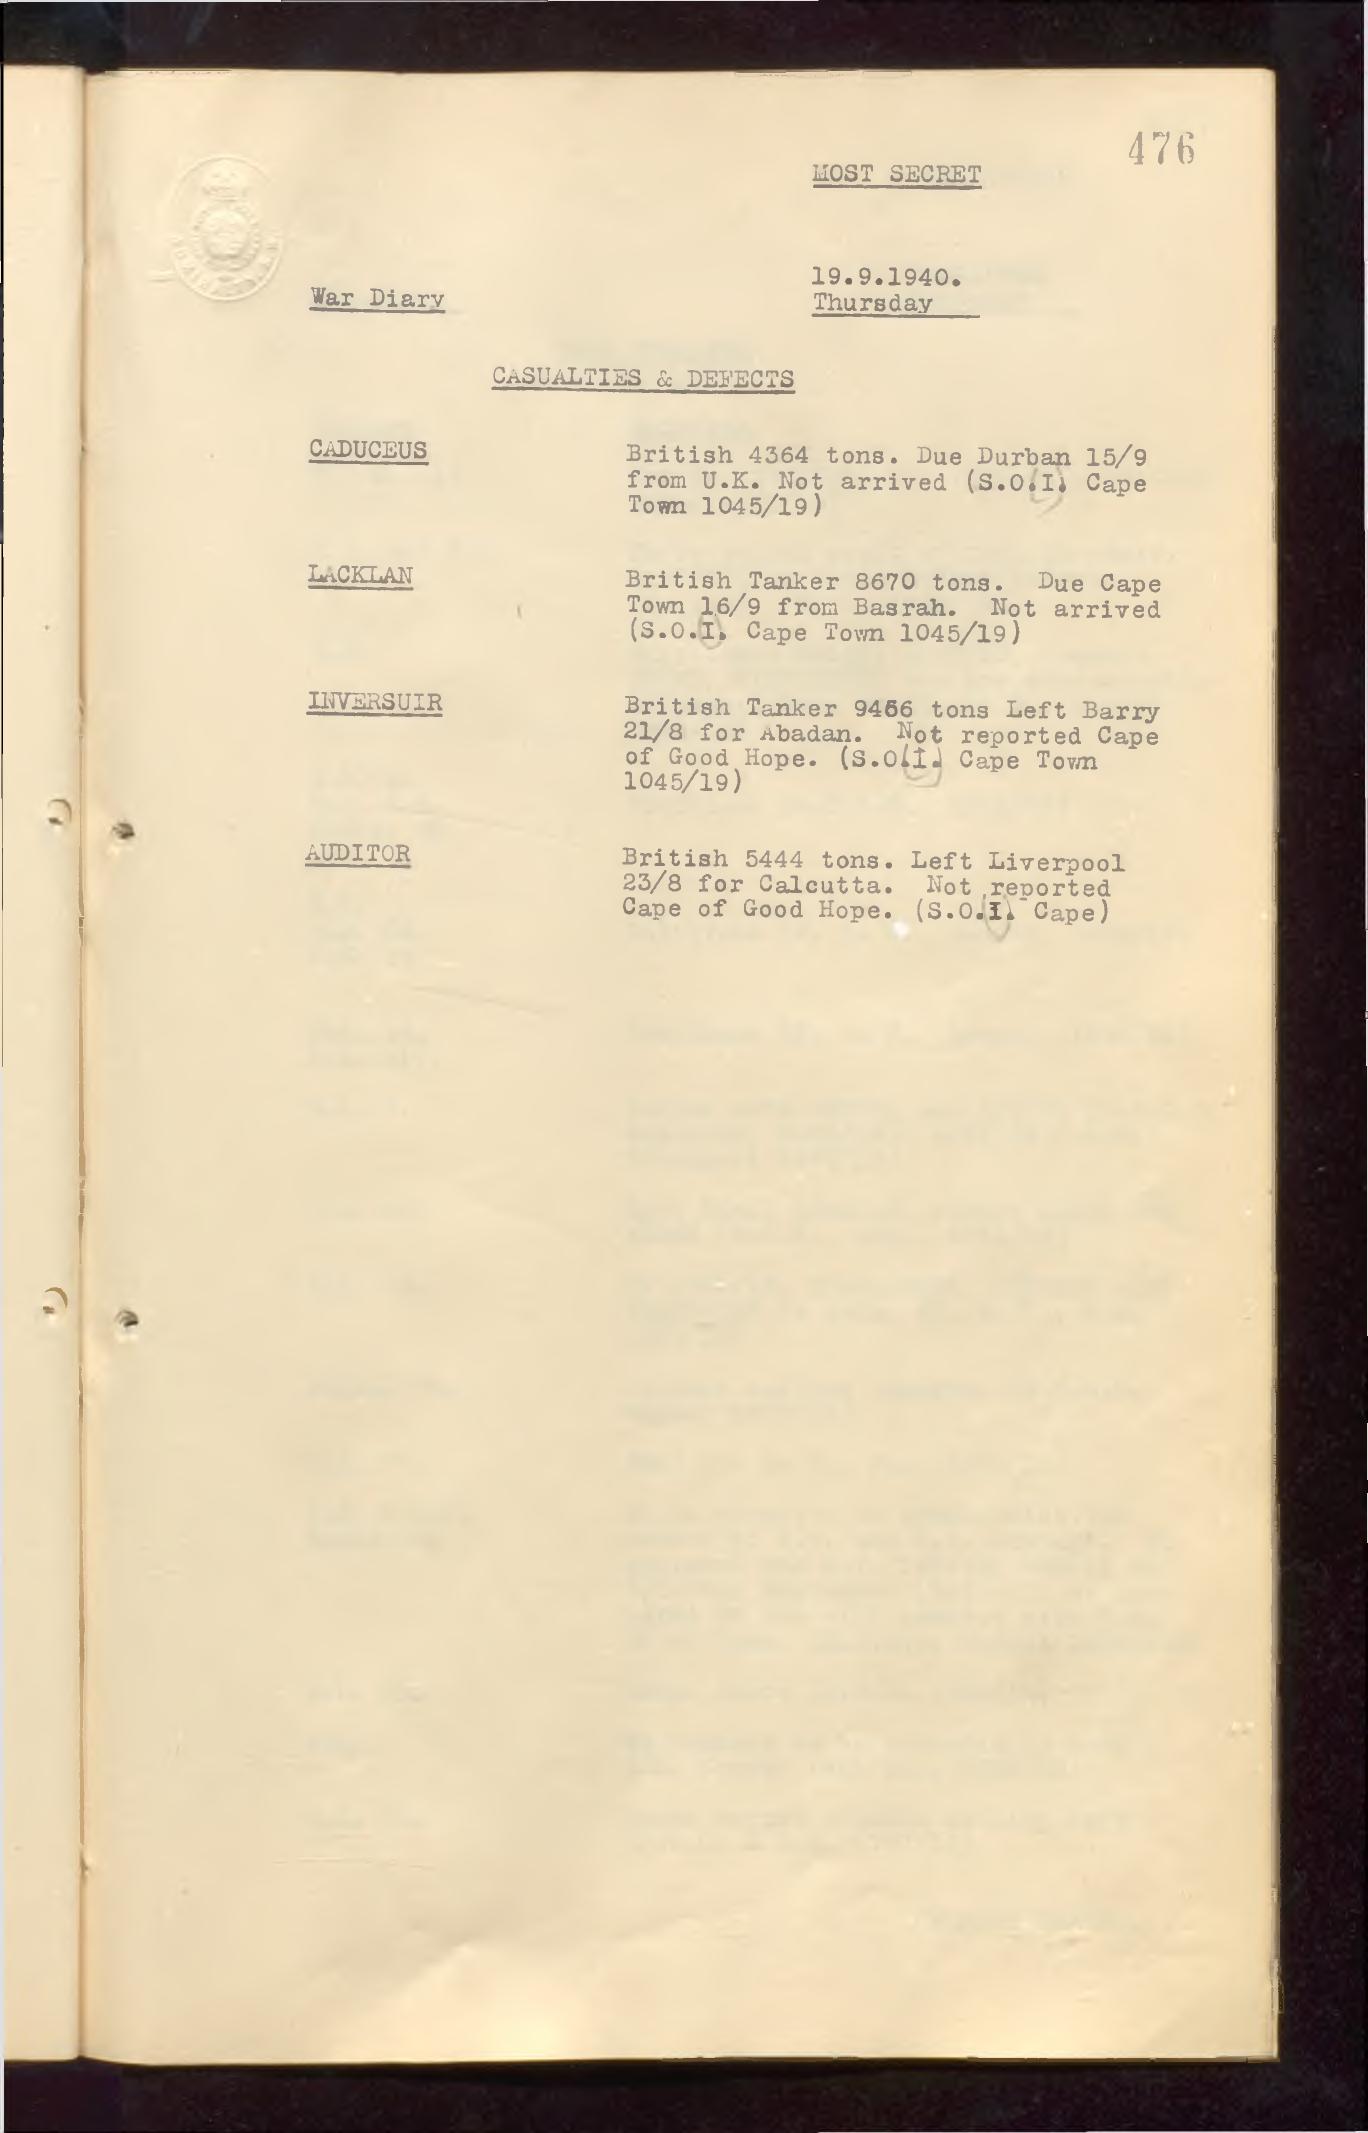 476
MOST SECRET
19.9.1940.
War Diary
Thursday
CASUALTIES & DEFECTS
CADUCEUS
British 4364 tons. Due Durban 15/9
from U.K. Not arrived (S.O.I. Cape
Town 1045/19)
LACKLAN
British Tanker 8670 tons. Due Cape
Town 16/9 from Basrah. Not arrived
(S.O.I. Cape Town 1045/19)
INVERSUIR
British Tanker 9466 tons Left Barry
21/8 for Abadan. Not reported Cape
of Good Hope. (S.O.I. Cape Town
1045/19)
AUDITOR
British 5444 tons. Left Liverpool
23/8 for Calcutta. Not reported
Cape of Good Hope. (S.O.I. Cape)